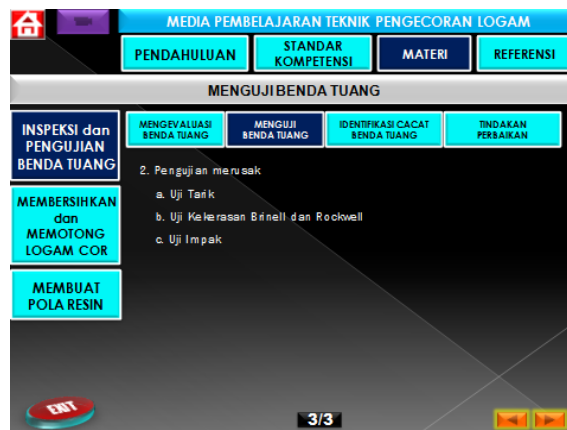 MEDIA PEMBELAJARAN TEKNIK PENGECORAN LOGAM
PENDAHULUAN
STANDAR
KOMPETENSI
MATERI
REFERENSI
MENGUJI BENDA TUANG
INSPEKSI dan
PENGUJIAN
BENDA TUANG
MEMBERSIHKAN
dan
MEMOTONG
LOGAM COR
MEMBUAT
POLA RESIN
MENGEVALUASI
BENDA TUANG
MENGUJI
BENDA TUANG
IDENTIFIKASI CACAT
BENDA TUANG
TINDAKAN
PERBAIKAN
2. Pengujian merusak
a. Uji Tarik
b. Uji Kekerasan Brinell dan Rockwell
c. Uji Impak
EXIT
3/3